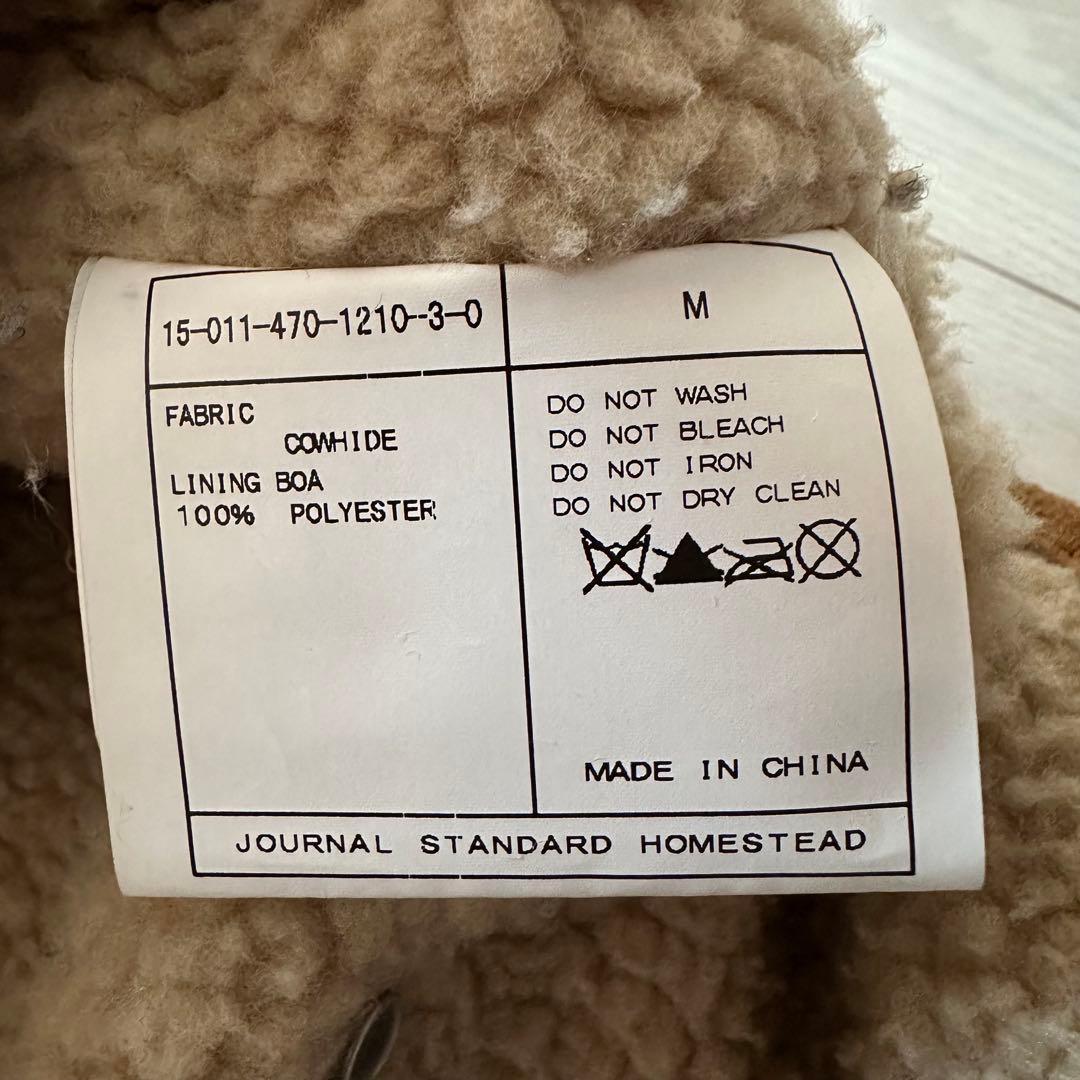 15-011-470-1210-3-0
M
FABRIC
COWHIDE
LINING BOA
100% POLYESTER
DO NOT WASH
DO NOT BLEACH
DO NOT IRON
DO NOT DRY CLEAN
MADE IN CHINA
JOURNAL STANDARD HOMESTEAD